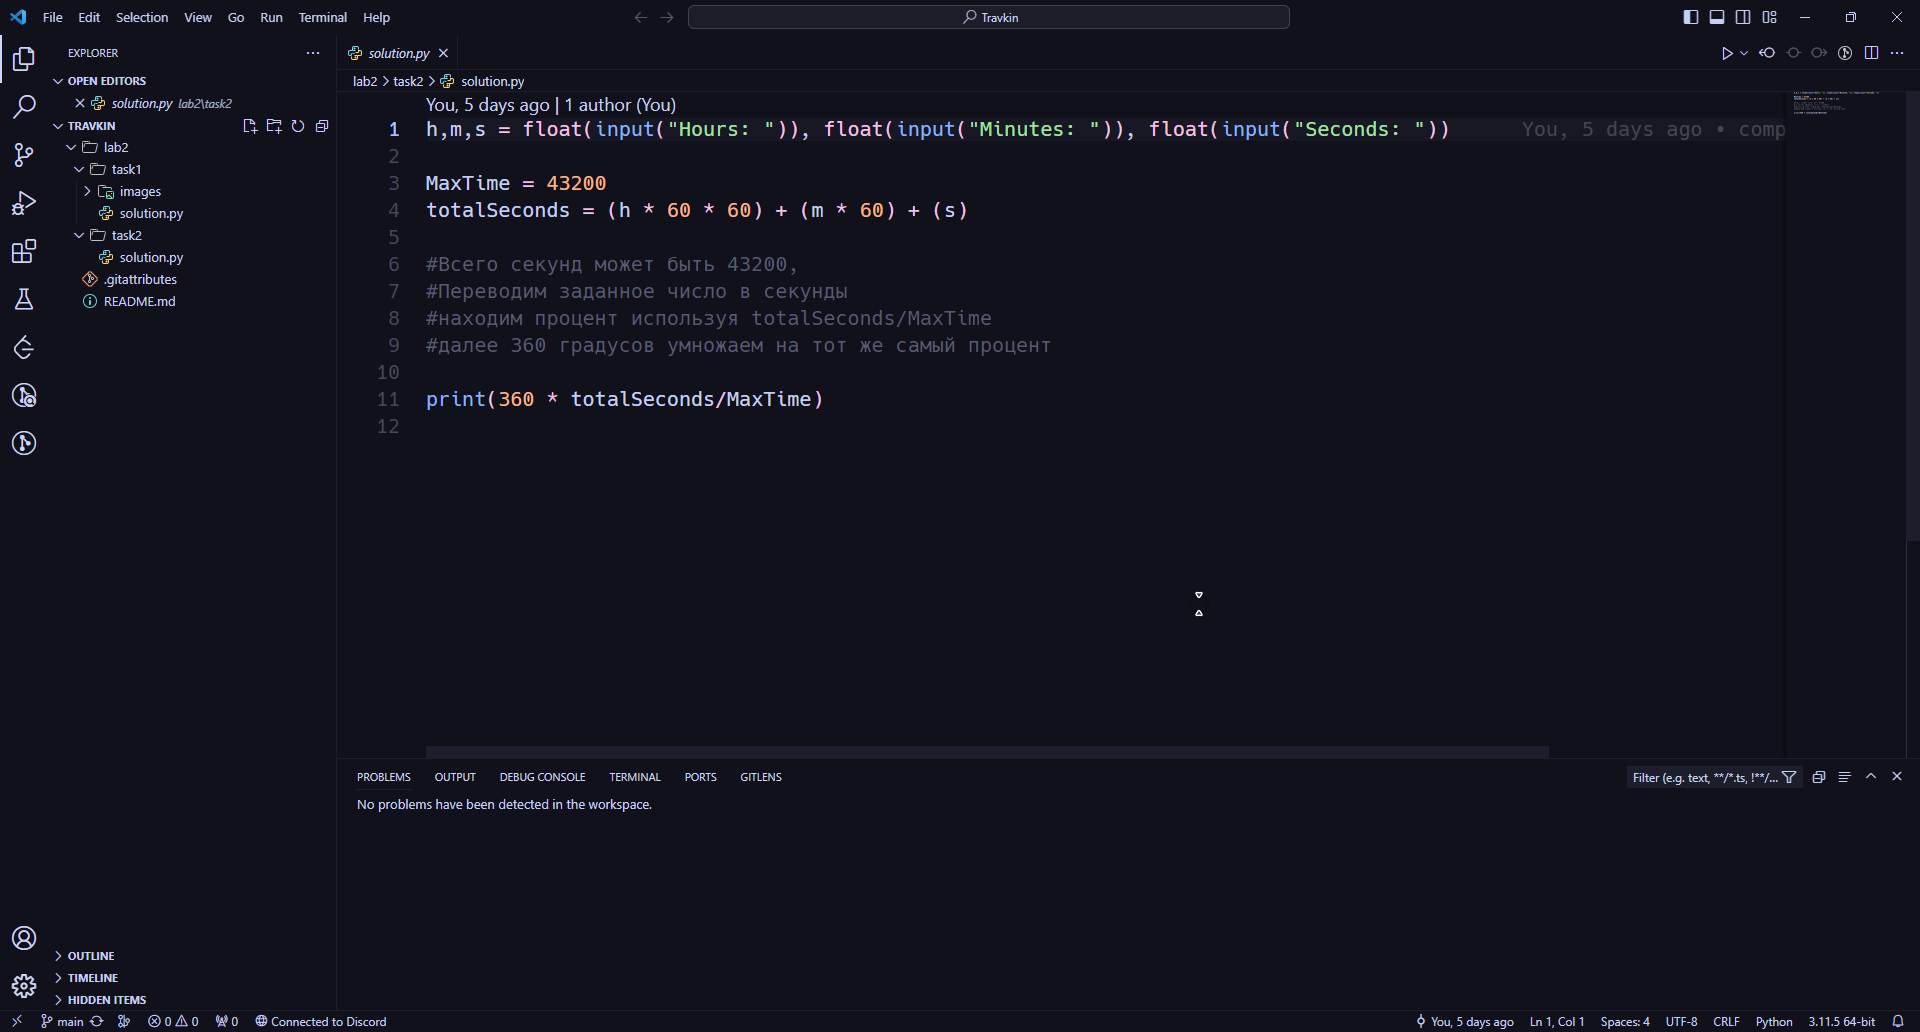 File Edit Selection View Go Run Terminal Help
Travkin
EXPLORER
OPEN EDITORS
solution.py lab2\task2
TRAVKIN
lab2
task1
images
solution.py
task2
solution.py
.gitattributes
README.md
OUTLINE
TIMELINE
HIDDEN ITEMS
solution.py
lab2 > task2 > solution.py
You, 5 days ago | 1 author (You)
1 h,m,s = float(input("Hours: ")), float(input("Minutes: ")), float(input("Seconds: ")) You, 5 days ago • comp
2
3 MaxTime = 43200
4 totalSeconds = (h * 60 * 60) + (m * 60) + (s)
5
6 #Всего секунд может быть 43200,
7 #Переводим заданное число в секунды
8 #находим процент используя totalSeconds/MaxTime
9 #далее 360 градусов умножаем на тот же самый процент
10
11 print(360 * totalSeconds/MaxTime)
12
PROBLEMS OUTPUT DEBUG CONSOLE TERMINAL PORTS GITLENS
Filter (e.g. text, **/*.ts, !**/...
No problems have been detected in the workspace.
main 0 0 0 Connected to Discord
You, 5 days ago Ln 1, Col 1 Spaces: 4 UTF-8 CRLF Python 3.11.5 64-bit